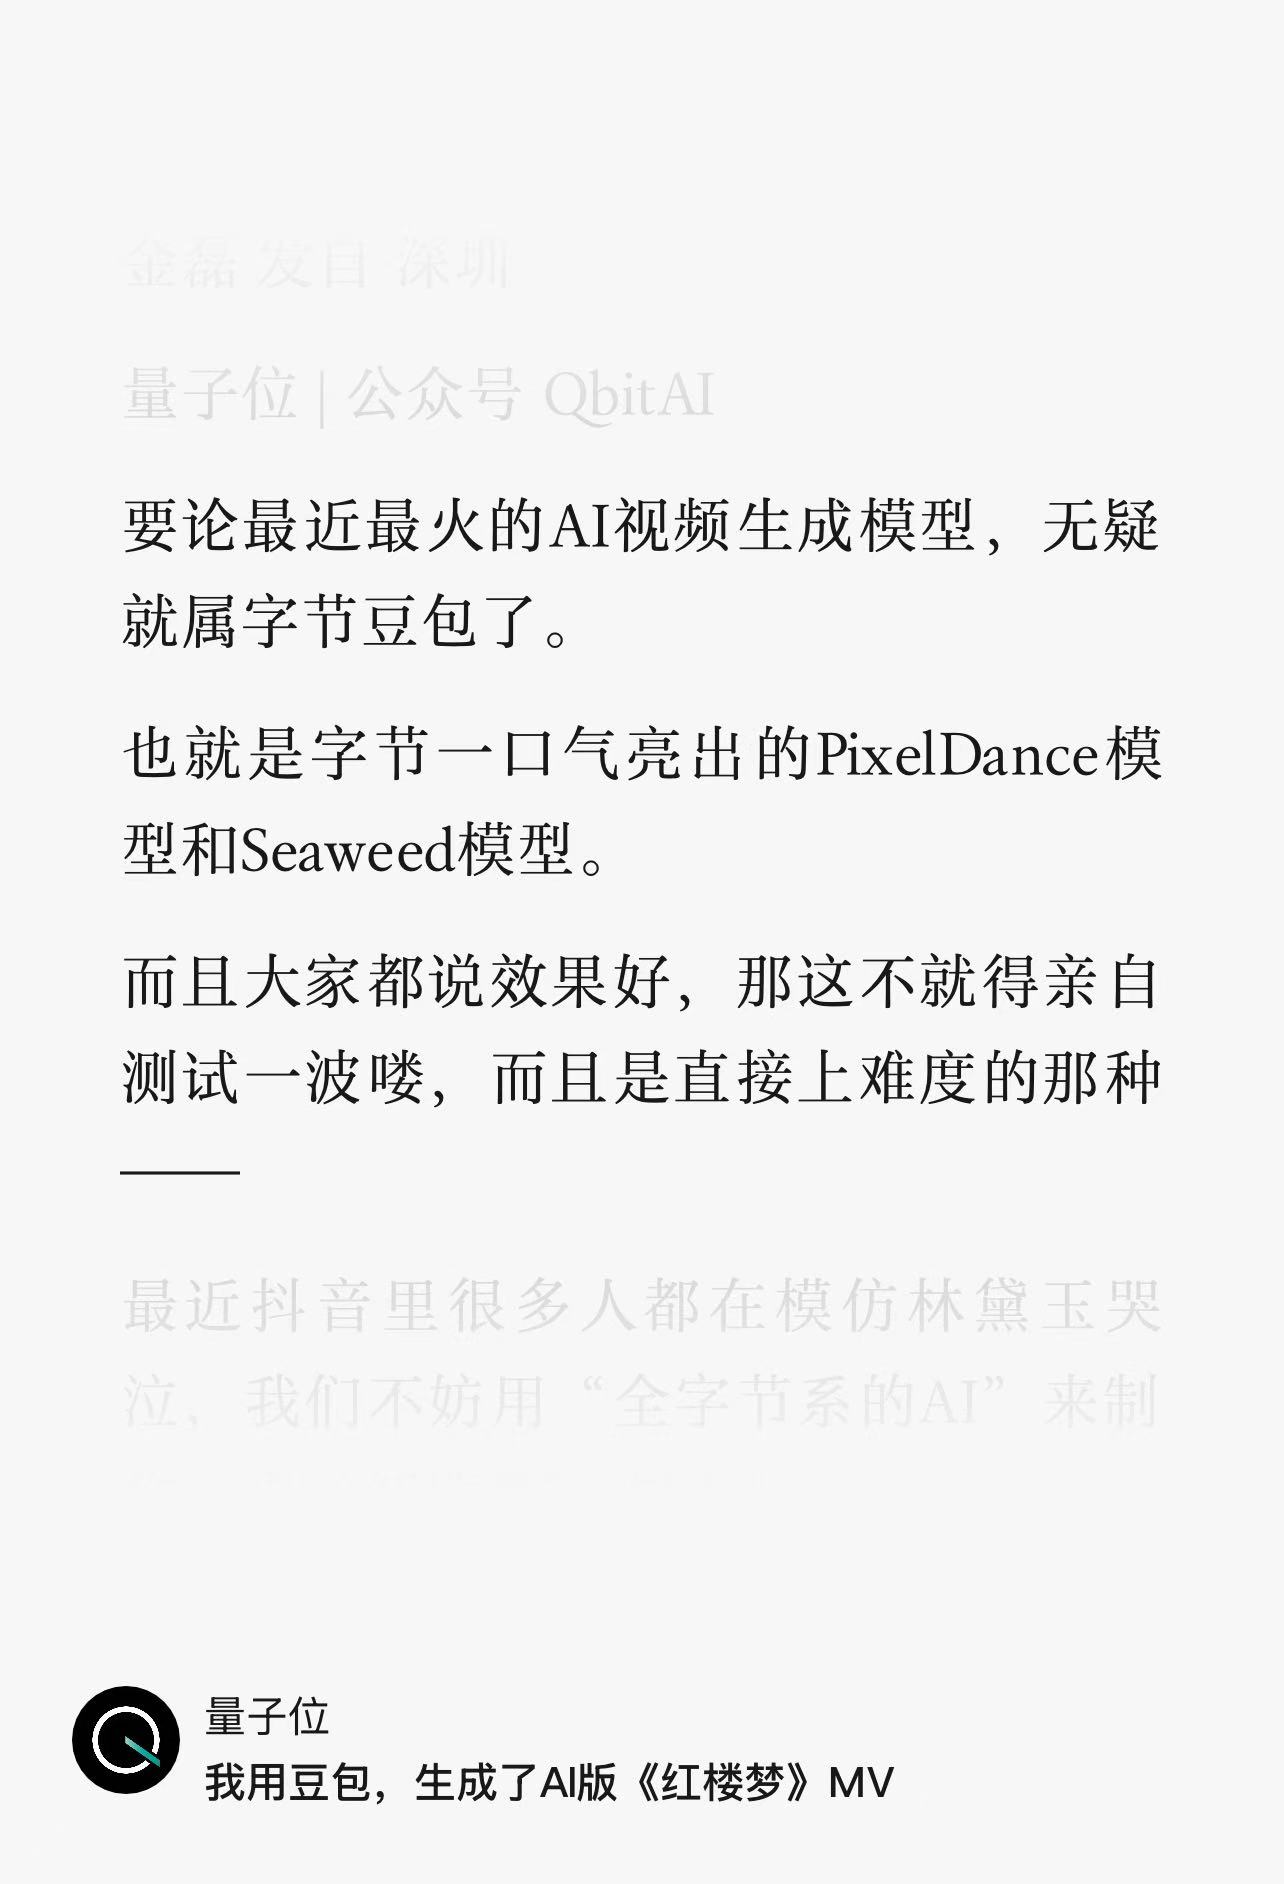 金磊 发自 深圳
量子位 | 公众号 QbitAI
要论最近最火的AI视频生成模型，无疑
就属字节豆包了。
也就是字节一口气亮出的PixelDance模
型和Seaweed模型。
而且大家都说效果好，那这不就得亲自
测试一波喽，而且是直接上难度的那种
——
最近抖音里很多人都在模仿林黛玉哭
泣，我们不妨用“全字节系的AI”来制
量子位
我用豆包，生成了AI版《红楼梦》MV